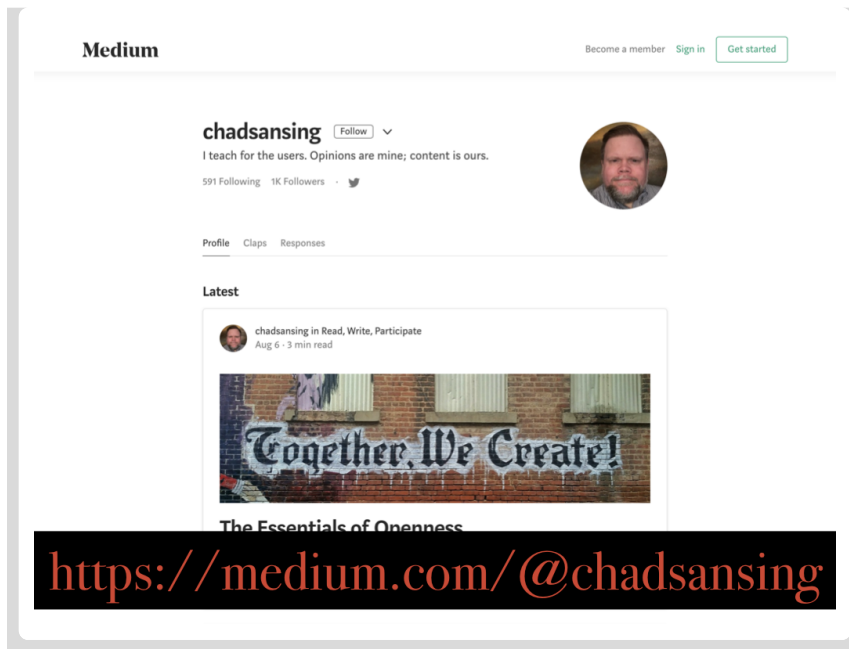 Medium
Become a member Sign in Get started
chadsansing Follow
I teach for the users. Opinions are mine; content is ours.
591 Following 1K Followers ·
Profile Claps Responses
Latest
chadsansing in Read, Write, Participate
Aug 6 · 3 min read
Together, We Create!
The Essentials of Openness
https://medium.com/@chadsansing